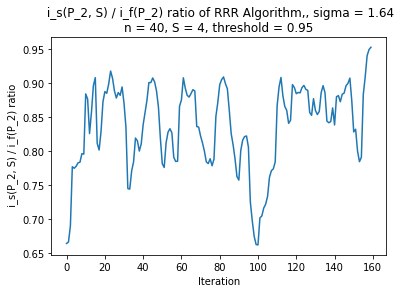 i_s(P_2, S) / i_f(P_2) ratio of RRR Algorithm,, sigma = 1.64
n = 40, S = 4, threshold = 0.95
i_s(P_2, S) / i_f(P_2) ratio
0.95
0.90
0.85
0.80
0.75
0.70
0.65
0 20 40 60 80 100 120 140 160
Iteration